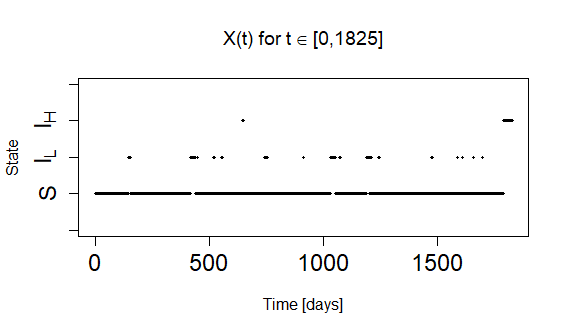 X(t) for t ∈ [0,1825]
State
I_H
I_L
S
0 500 1000 1500
Time [days]